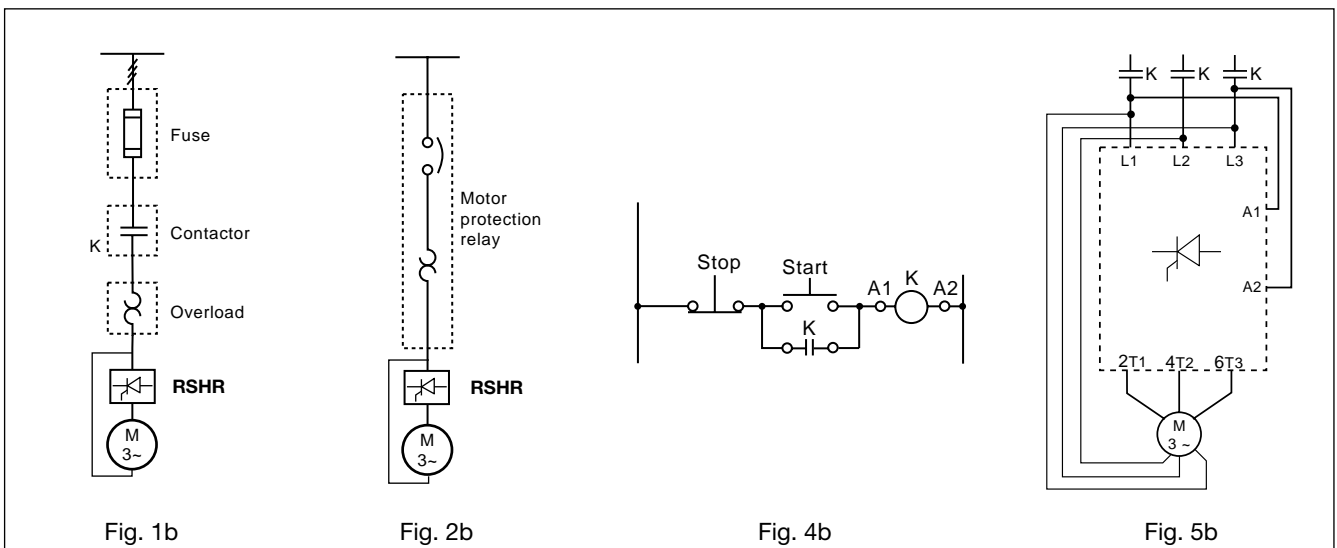 Fuse
K
Contactor
Overload
RSHR
M
3~
Fig. 1b
Motor
protection
relay
RSHR
M
3~
Fig. 2b
Stop
Start
A1
K
A2
K
Fig. 4b
K
K
K
L1
L2
L3
A1
A2
2T1
4T2
6T3
M
3 ~
Fig. 5b